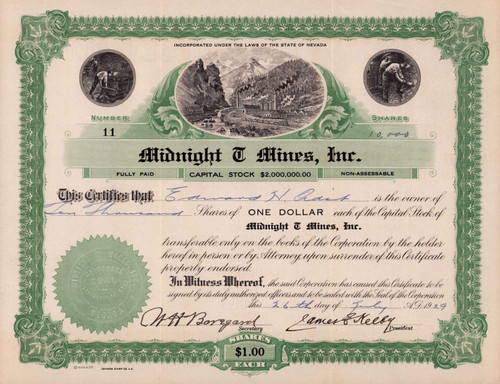 INCORPORATED UNDER THE LAWS OF THE STATE OF NEVADA
NUMBER SHARES
11 10,000
Midnight T Mines, Inc.
FULLY PAID CAPITAL STOCK $2,000,000.00 NON-ASSESSABLE
This Certifies that Edward H. is the owner of
Ten Thousand Shares of ONE DOLLAR each of the Capital Stock of
Midnight T Mines, Inc.
transferable only on the books of the Corporation by the holder
hereof in person or by Attorney upon surrender of this Certificate
properly endorsed.
In Witness Whereof, the said Corporation has caused this Certificate to be
signed by its duly authorized officers and to be sealed with the Seal of the Corporation
this 26th day of July A.D. 1929
James E. Kelby
Secretary President
SHARES
$1.00
EACH